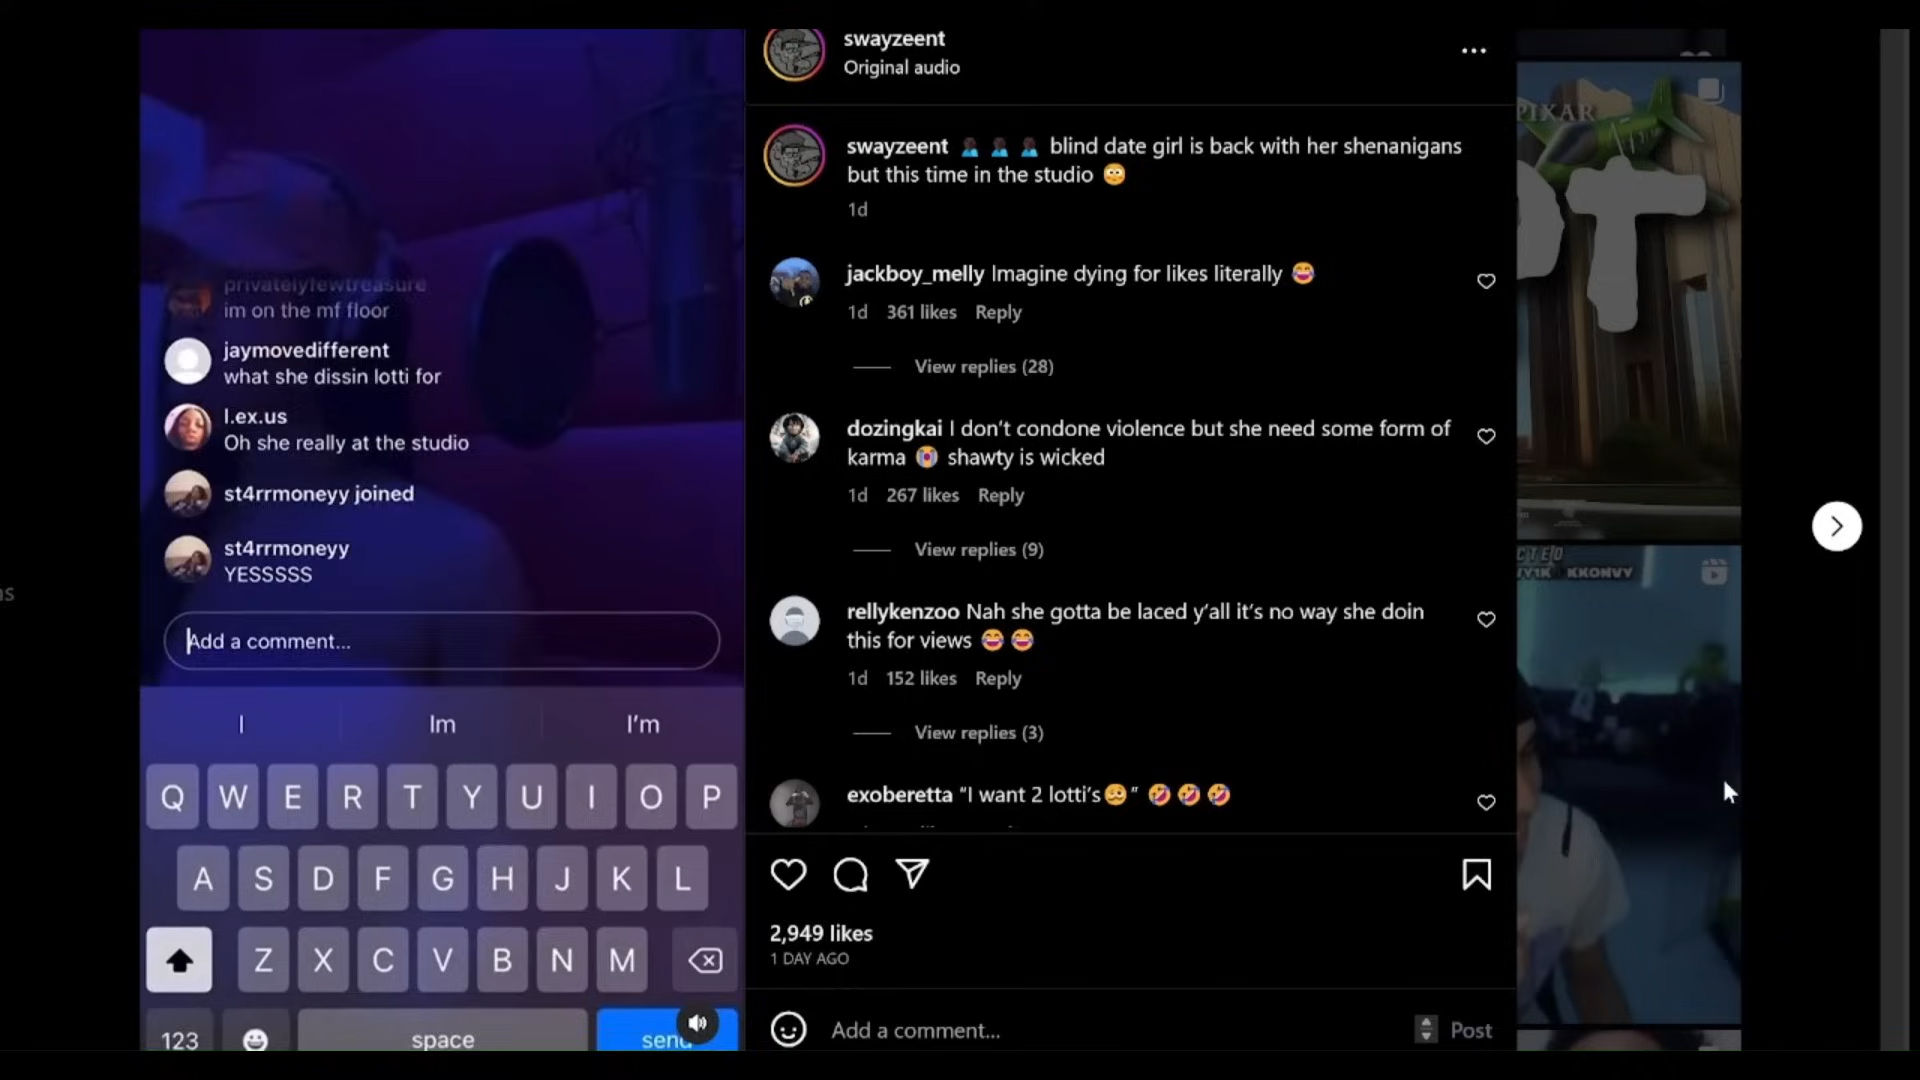 privatelyfewtreasure
im on the mf floor
jaymovedifferent
what she dissin lotti for
l.ex.us
Oh she really at the studio
st4rrmoneyy joined
st4rrmoneyy
YESSSSS
Add a comment...
I Im I'm
Q W E R T Y U I O P
A S D F G H J K L
Z X C V B N M
123 space send
swayzeent
Original audio
swayzeent 🤦🏿‍♂️ 🤦🏿‍♂️ 🤦🏿‍♂️ blind date girl is back with her shenanigans
but this time in the studio 😳
1d
jackboy_melly Imagine dying for likes literally 😂
1d 361 likes Reply
View replies (28)
dozingkai I don't condone violence but she need some form of
karma 😭 shawty is wicked
1d 267 likes Reply
View replies (9)
rellykenzoo Nah she gotta be laced y'all it's no way she doin
this for views 😂 😂
1d 152 likes Reply
View replies (3)
exoberetta "I want 2 lotti's🥴" 🤣 🤣 🤣
2,949 likes
1 DAY AGO
Add a comment...
Post
PIXAR
KKONVY